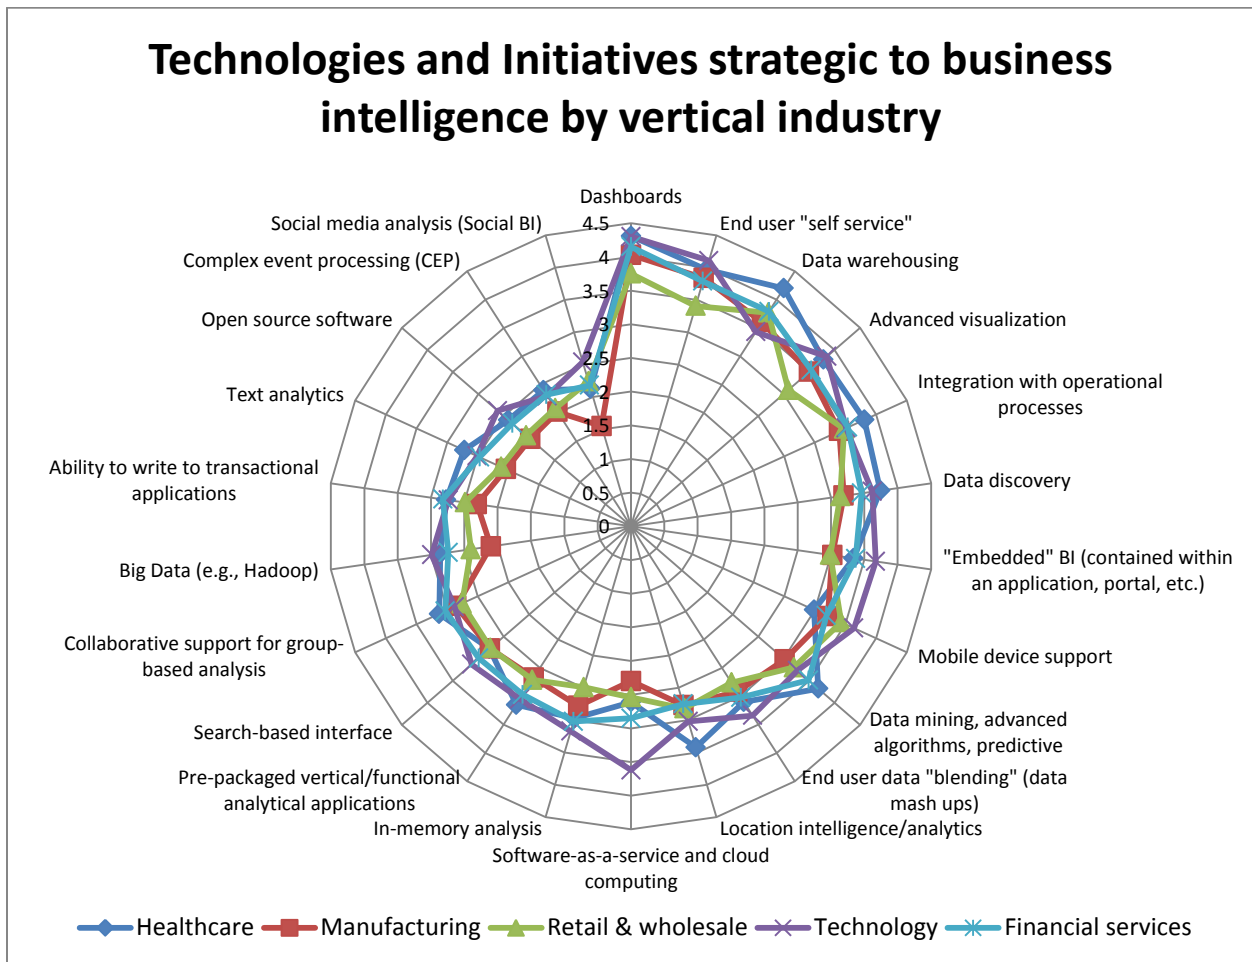 Technologies and Initiatives strategic to business
intelligence by vertical industry
Dashboards
End user "self service"
Data warehousing
Advanced visualization
Integration with operational
processes
Data discovery
"Embedded" BI (contained within
an application, portal, etc.)
Mobile device support
Data mining, advanced
algorithms, predictive
End user data "blending" (data
mash ups)
Location intelligence/analytics
Software-as-a-service and cloud
computing
In-memory analysis
Pre-packaged vertical/functional
analytical applications
Search-based interface
Collaborative support for group-
based analysis
Big Data (e.g., Hadoop)
Ability to write to transactional
applications
Text analytics
Open source software
Complex event processing (CEP)
Social media analysis (Social BI)
4.5
4
3.5
3
2.5
2
1.5
1
0.5
0
Healthcare Manufacturing Retail & wholesale Technology Financial services